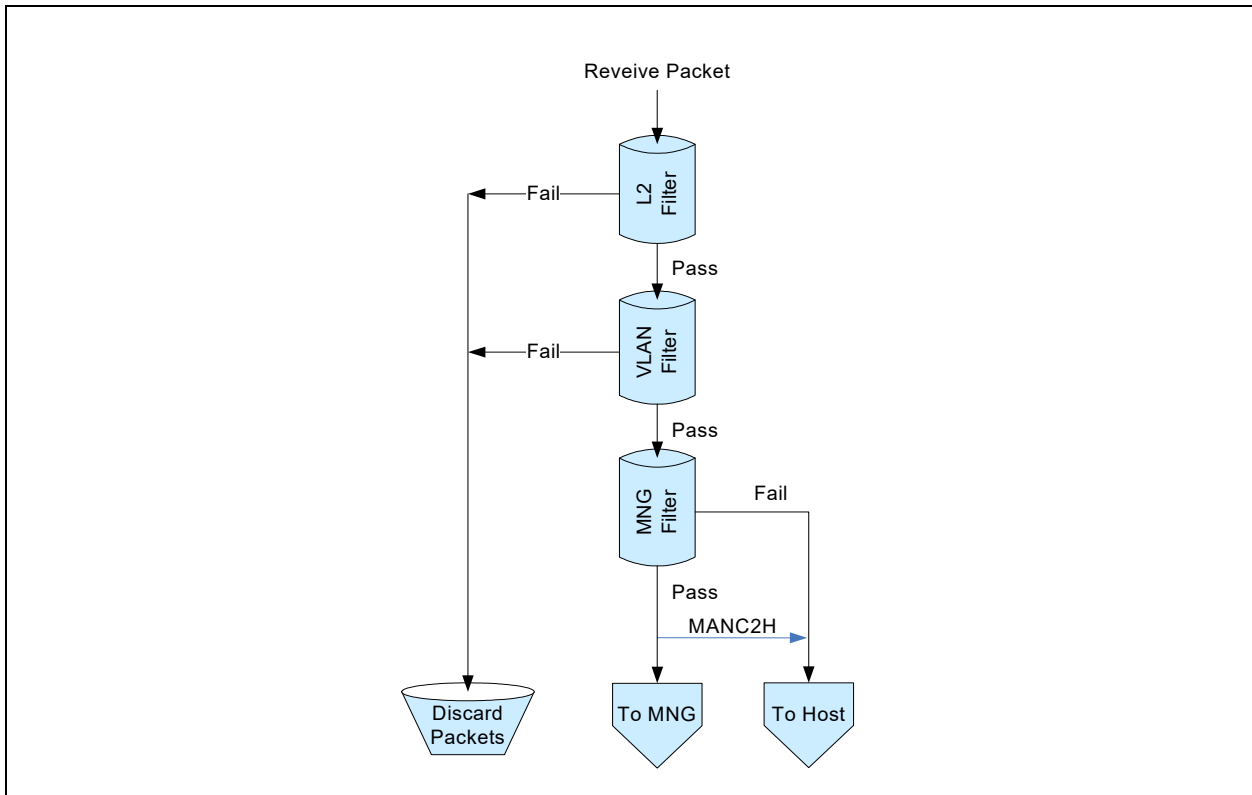 Reveive Packet
L2
Filter
Fail
Pass
VLAN
Filter
Fail
Pass
MNG
Filter
Fail
Pass
MANC2H
Discard
Packets
To MNG
To Host